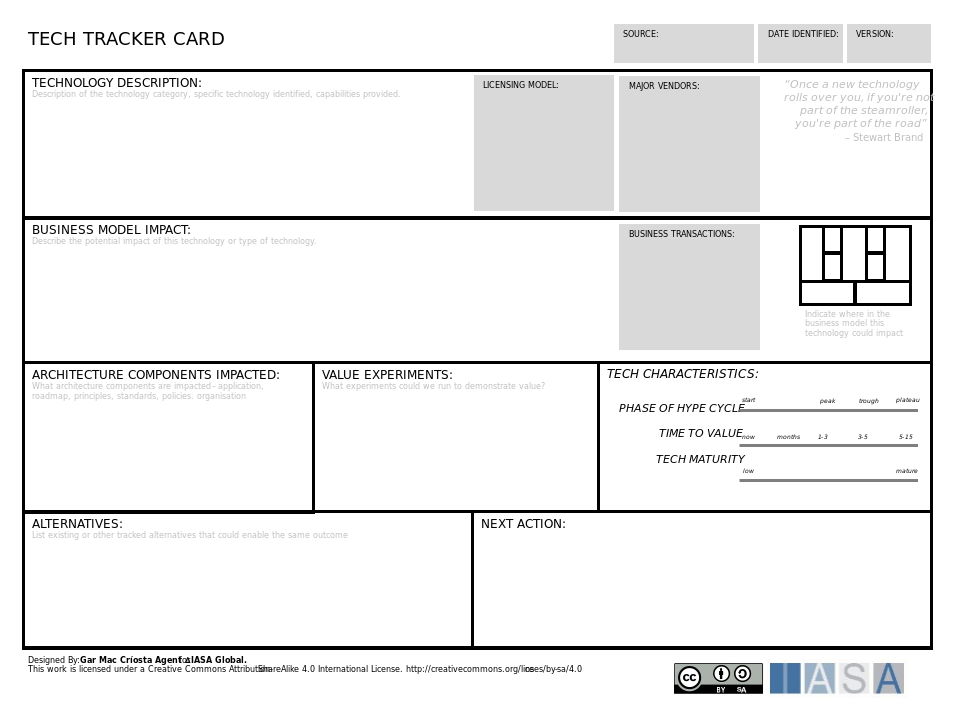 TECH TRACKER CARD
SOURCE:
DATE IDENTIFIED:
VERSION:
TECHNOLOGY DESCRIPTION:
Description of the technology category, specific technology identified, capabilities provided.
LICENSING MODEL:
MAJOR VENDORS:
“Once a new technology
rolls over you, if you're not
part of the steamroller,
you're part of the road”
– Stewart Brand
BUSINESS MODEL IMPACT:
Describe the potential impact of this technology or type of technology.
BUSINESS TRANSACTIONS:
Indicate where in the
business model this
technology could impact
ARCHITECTURE COMPONENTS IMPACTED:
What architecture components are impacted– application,
roadmap, principles, standards, policies. organisation
VALUE EXPERIMENTS:
What experiments could we run to demonstrate value?
TECH CHARACTERISTICS:
PHASE OF HYPE CYCLE
start peak trough plateau
TIME TO VALUE
now months 1-3 3-5 5-15
TECH MATURITY
low mature
ALTERNATIVES:
List existing or other tracked alternatives that could enable the same outcome
NEXT ACTION:
Designed By: Gar Mac Críosta Agent IASA Global.
This work is licensed under a Creative Commons Attribution-ShareAlike 4.0 International License. http://creativecommons.org/licenses/by-sa/4.0
cc BY SA
IASA